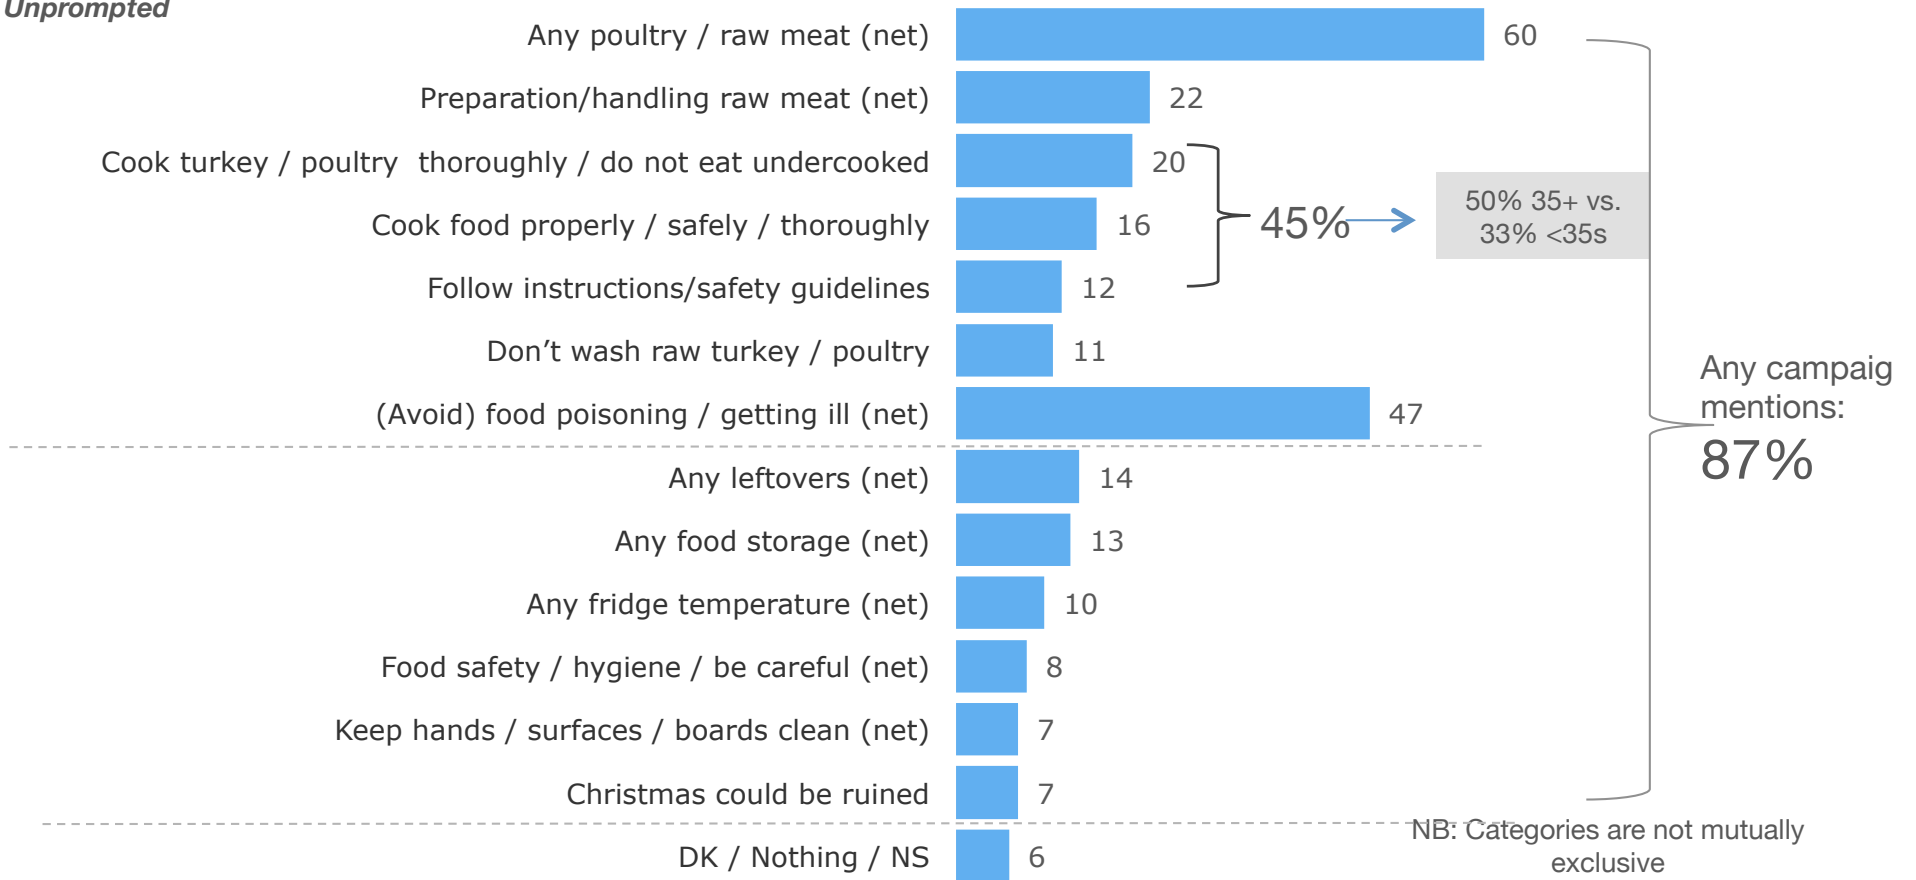 Unprompted
Any poultry / raw meat (net) 60
Preparation/handling raw meat (net) 22
Cook turkey / poultry  thoroughly / do not eat undercooked 20
Cook food properly / safely / thoroughly 16
45%
50% 35+ vs.
33% <35s
Follow instructions/safety guidelines 12
Don’t wash raw turkey / poultry 11
(Avoid) food poisoning / getting ill (net) 47
Any campaig
mentions:
87%
Any leftovers (net) 14
Any food storage (net) 13
Any fridge temperature (net) 10
Food safety / hygiene / be careful (net) 8
Keep hands / surfaces / boards clean (net) 7
Christmas could be ruined 7
DK / Nothing / NS 6
NB: Categories are not mutually
exclusive